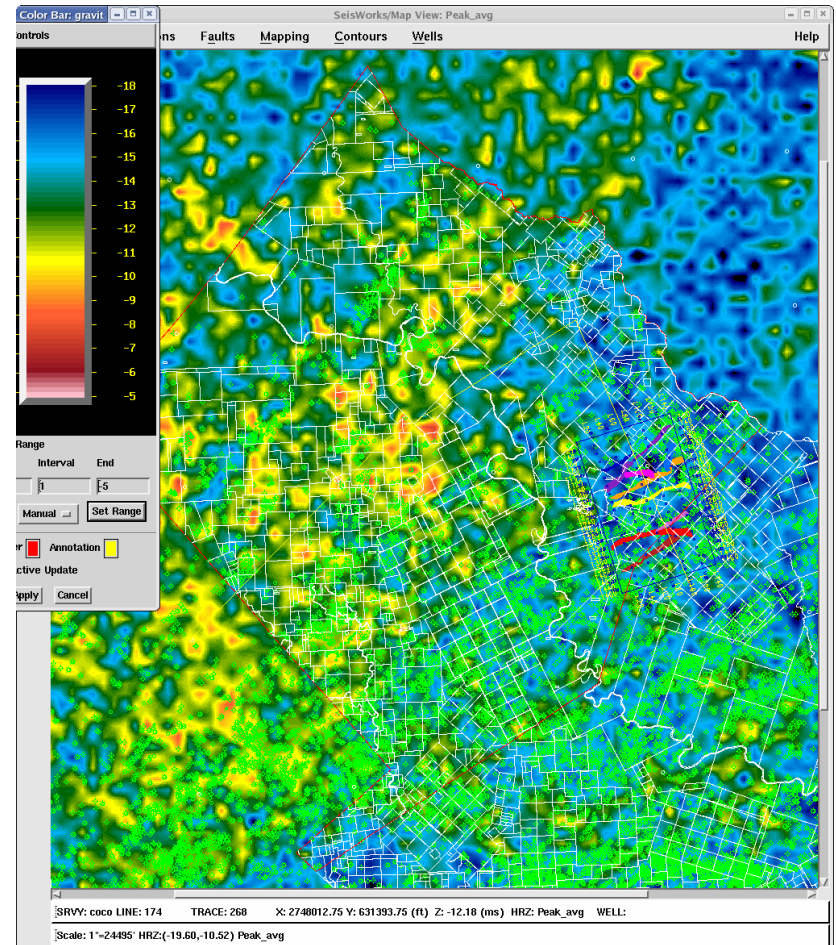 Color Bar: gravit
SeisWorks/Map View: Peak_avg
ontrols
ns Faults Mapping Contours Wells Help
-18
-17
-16
-15
-14
-13
-12
-11
-10
-9
-8
-7
-6
-5
Range
Interval End
1 -5
Manual Set Range
er Annotation
active Update
Apply Cancel
SRVY: coco LINE: 174 TRACE: 268 X: 2748012.75 Y: 631393.75 (ft) Z: -12.18 (ms) HRZ: Peak_avg WELL:
Scale: 1"=24495' HRZ:(-19.60,-10.52) Peak_avg